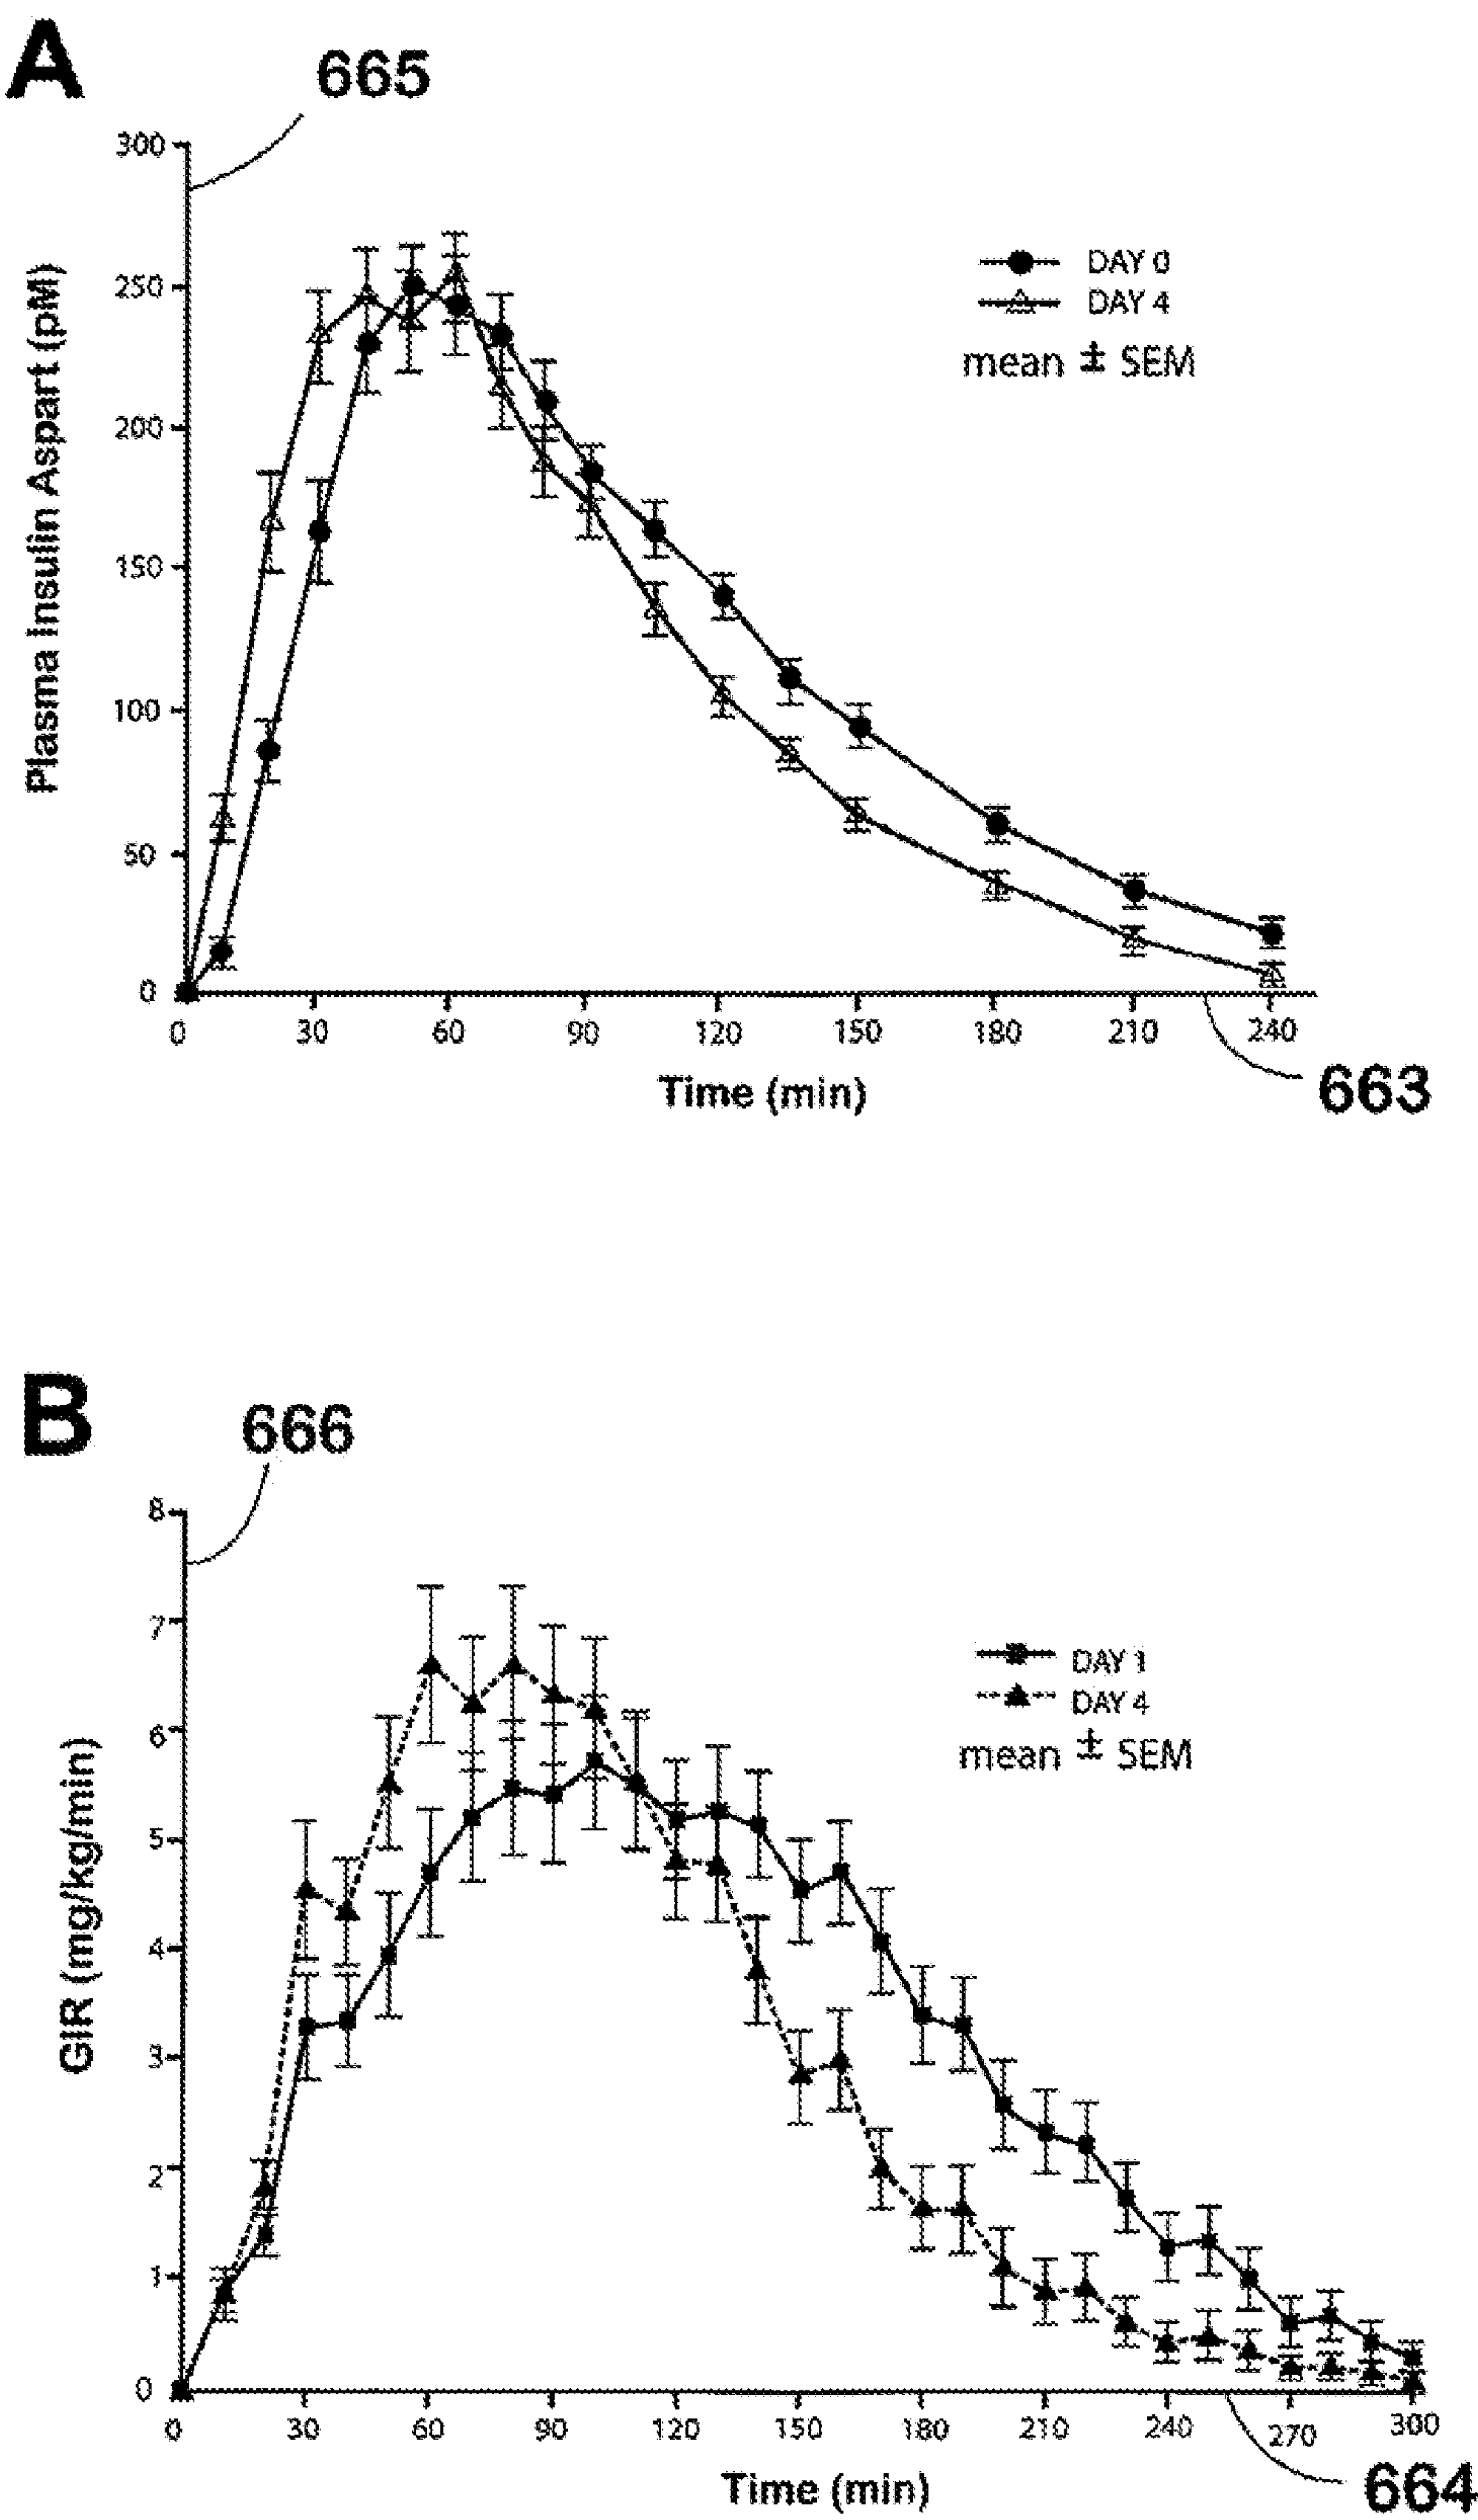 A
665
300
250
200
150
100
50
0
Plasma Insulin Aspart (pM)
DAY 0
DAY 4
mean ± SEM
0 30 60 90 120 150 180 210 240
Time (min)
663
B
666
8
7
6
5
4
3
2
1
0
GIR (mg/kg/min)
DAY 1
DAY 4
mean ± SEM
0 30 60 90 120 150 180 210 240 270 300
Time (min)
664